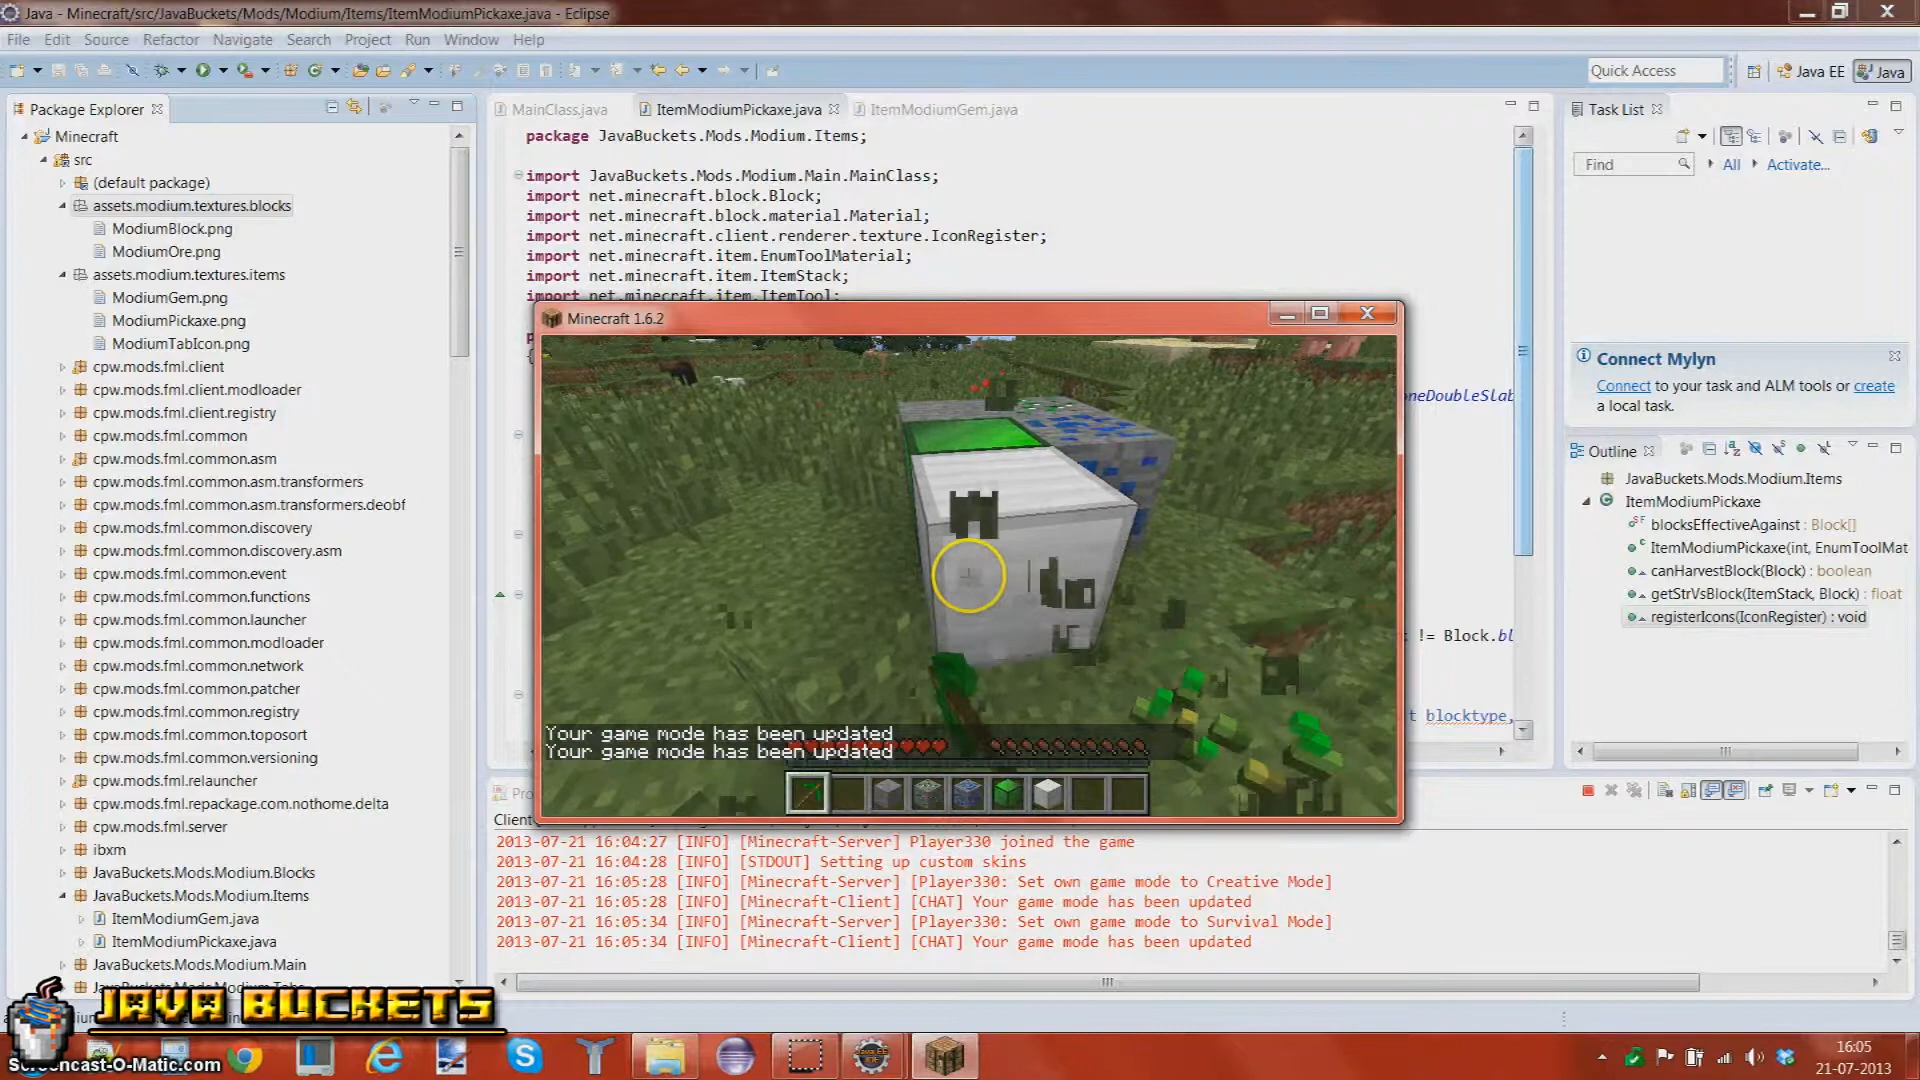 Java - Minecraft/src/JavaBuckets/Mods/Modium/Items/ItemModiumPickaxe.java - Eclipse
File Edit Source Refactor Navigate Search Project Run Window Help
Quick Access
Java EE
Java
Package Explorer
Minecraft
src
(default package)
assets.modium.textures.blocks
ModiumBlock.png
ModiumOre.png
assets.modium.textures.items
ModiumGem.png
ModiumPickaxe.png
ModiumTabIcon.png
cpw.mods.fml.client
cpw.mods.fml.client.modloader
cpw.mods.fml.client.registry
cpw.mods.fml.common
cpw.mods.fml.common.asm
cpw.mods.fml.common.asm.transformers
cpw.mods.fml.common.asm.transformers.deobf
cpw.mods.fml.common.discovery
cpw.mods.fml.common.discovery.asm
cpw.mods.fml.common.event
cpw.mods.fml.common.functions
cpw.mods.fml.common.launcher
cpw.mods.fml.common.modloader
cpw.mods.fml.common.network
cpw.mods.fml.common.patcher
cpw.mods.fml.common.registry
cpw.mods.fml.common.toposort
cpw.mods.fml.common.versioning
cpw.mods.fml.relauncher
cpw.mods.fml.repackage.com.nothome.delta
cpw.mods.fml.server
ibxm
JavaBuckets.Mods.Modium.Blocks
JavaBuckets.Mods.Modium.Items
ItemModiumGem.java
ItemModiumPickaxe.java
JavaBuckets.Mods.Modium.Main
MainClass.java
ItemModiumPickaxe.java
ItemModiumGem.java
package JavaBuckets.Mods.Modium.Items;
import JavaBuckets.Mods.Modium.Main.MainClass;
import net.minecraft.block.Block;
import net.minecraft.block.material.Material;
import net.minecraft.client.renderer.texture.IconRegister;
import net.minecraft.item.EnumToolMaterial;
import net.minecraft.item.ItemStack;
import net.minecraft.item.ItemTool;
oneDoubleSlab
!= Block.bl
t blocktype,
Minecraft 1.6.2
Your game mode has been updated
Your game mode has been updated
Task List
Find
All
Activate...
Connect Mylyn
Connect to your task and ALM tools or create
a local task.
Outline
JavaBuckets.Mods.Modium.Items
ItemModiumPickaxe
blocksEffectiveAgainst : Block[]
ItemModiumPickaxe(int, EnumToolMat
canHarvestBlock(Block) : boolean
getStrVsBlock(ItemStack, Block) : float
registerIcons(IconRegister) : void
Client
2013-07-21 16:04:27 [INFO] [Minecraft-Server] Player330 joined the game
2013-07-21 16:04:28 [INFO] [STDOUT] Setting up custom skins
2013-07-21 16:05:28 [INFO] [Minecraft-Server] [Player330: Set own game mode to Creative Mode]
2013-07-21 16:05:28 [INFO] [Minecraft-Client] [CHAT] Your game mode has been updated
2013-07-21 16:05:34 [INFO] [Minecraft-Server] [Player330: Set own game mode to Survival Mode]
2013-07-21 16:05:34 [INFO] [Minecraft-Client] [CHAT] Your game mode has been updated
JAVA BUCKETS
Screencast-O-Matic.com
16:05
21-07-2013